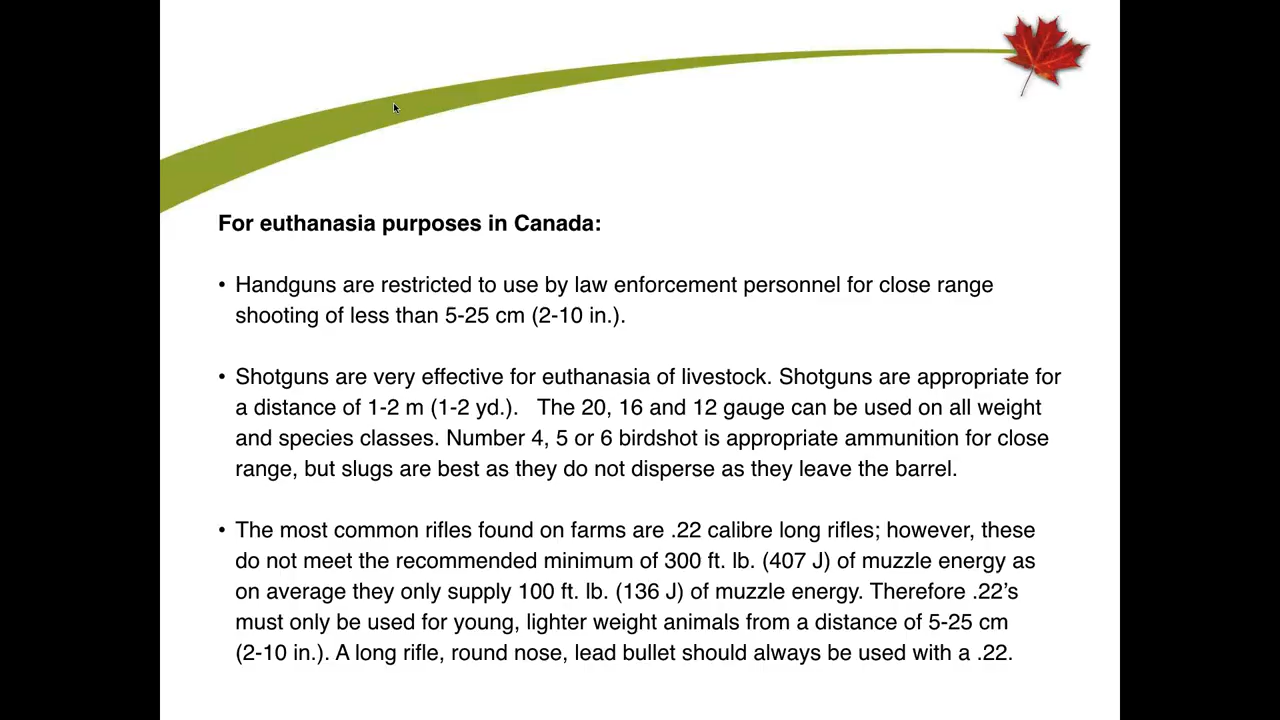 For euthanasia purposes in Canada:
• Handguns are restricted to use by law enforcement personnel for close range
shooting of less than 5-25 cm (2-10 in.).
• Shotguns are very effective for euthanasia of livestock. Shotguns are appropriate for
a distance of 1-2 m (1-2 yd.).   The 20, 16 and 12 gauge can be used on all weight
and species classes. Number 4, 5 or 6 birdshot is appropriate ammunition for close
range, but slugs are best as they do not disperse as they leave the barrel.
• The most common rifles found on farms are .22 calibre long rifles; however, these
do not meet the recommended minimum of 300 ft. lb. (407 J) of muzzle energy as
on average they only supply 100 ft. lb. (136 J) of muzzle energy. Therefore .22’s
must only be used for young, lighter weight animals from a distance of 5-25 cm
(2-10 in.). A long rifle, round nose, lead bullet should always be used with a .22.